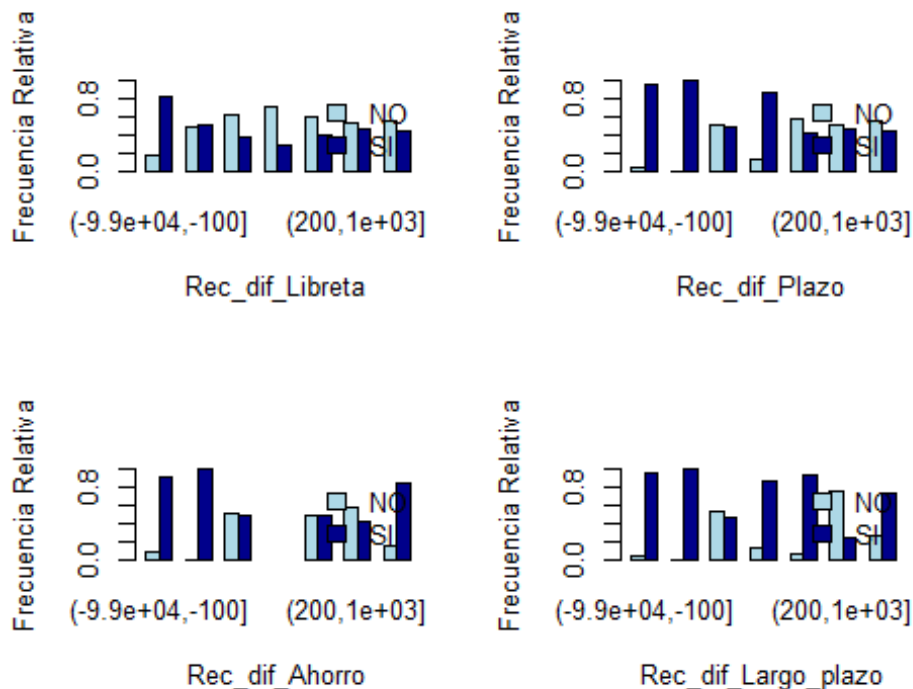 Frecuencia Relativa
0.8
0.0
NO
SI
(-9.9e+04,-100] (200,1e+03]
Rec_dif_Libreta
Frecuencia Relativa
0.8
0.0
NO
SI
(-9.9e+04,-100] (200,1e+03]
Rec_dif_Plazo
Frecuencia Relativa
0.8
0.0
NO
SI
(-9.9e+04,-100] (200,1e+03]
Rec_dif_Ahorro
Frecuencia Relativa
0.8
0.0
NO
SI
(-9.9e+04,-100] (200,1e+03]
Rec_dif_Largo_plazo